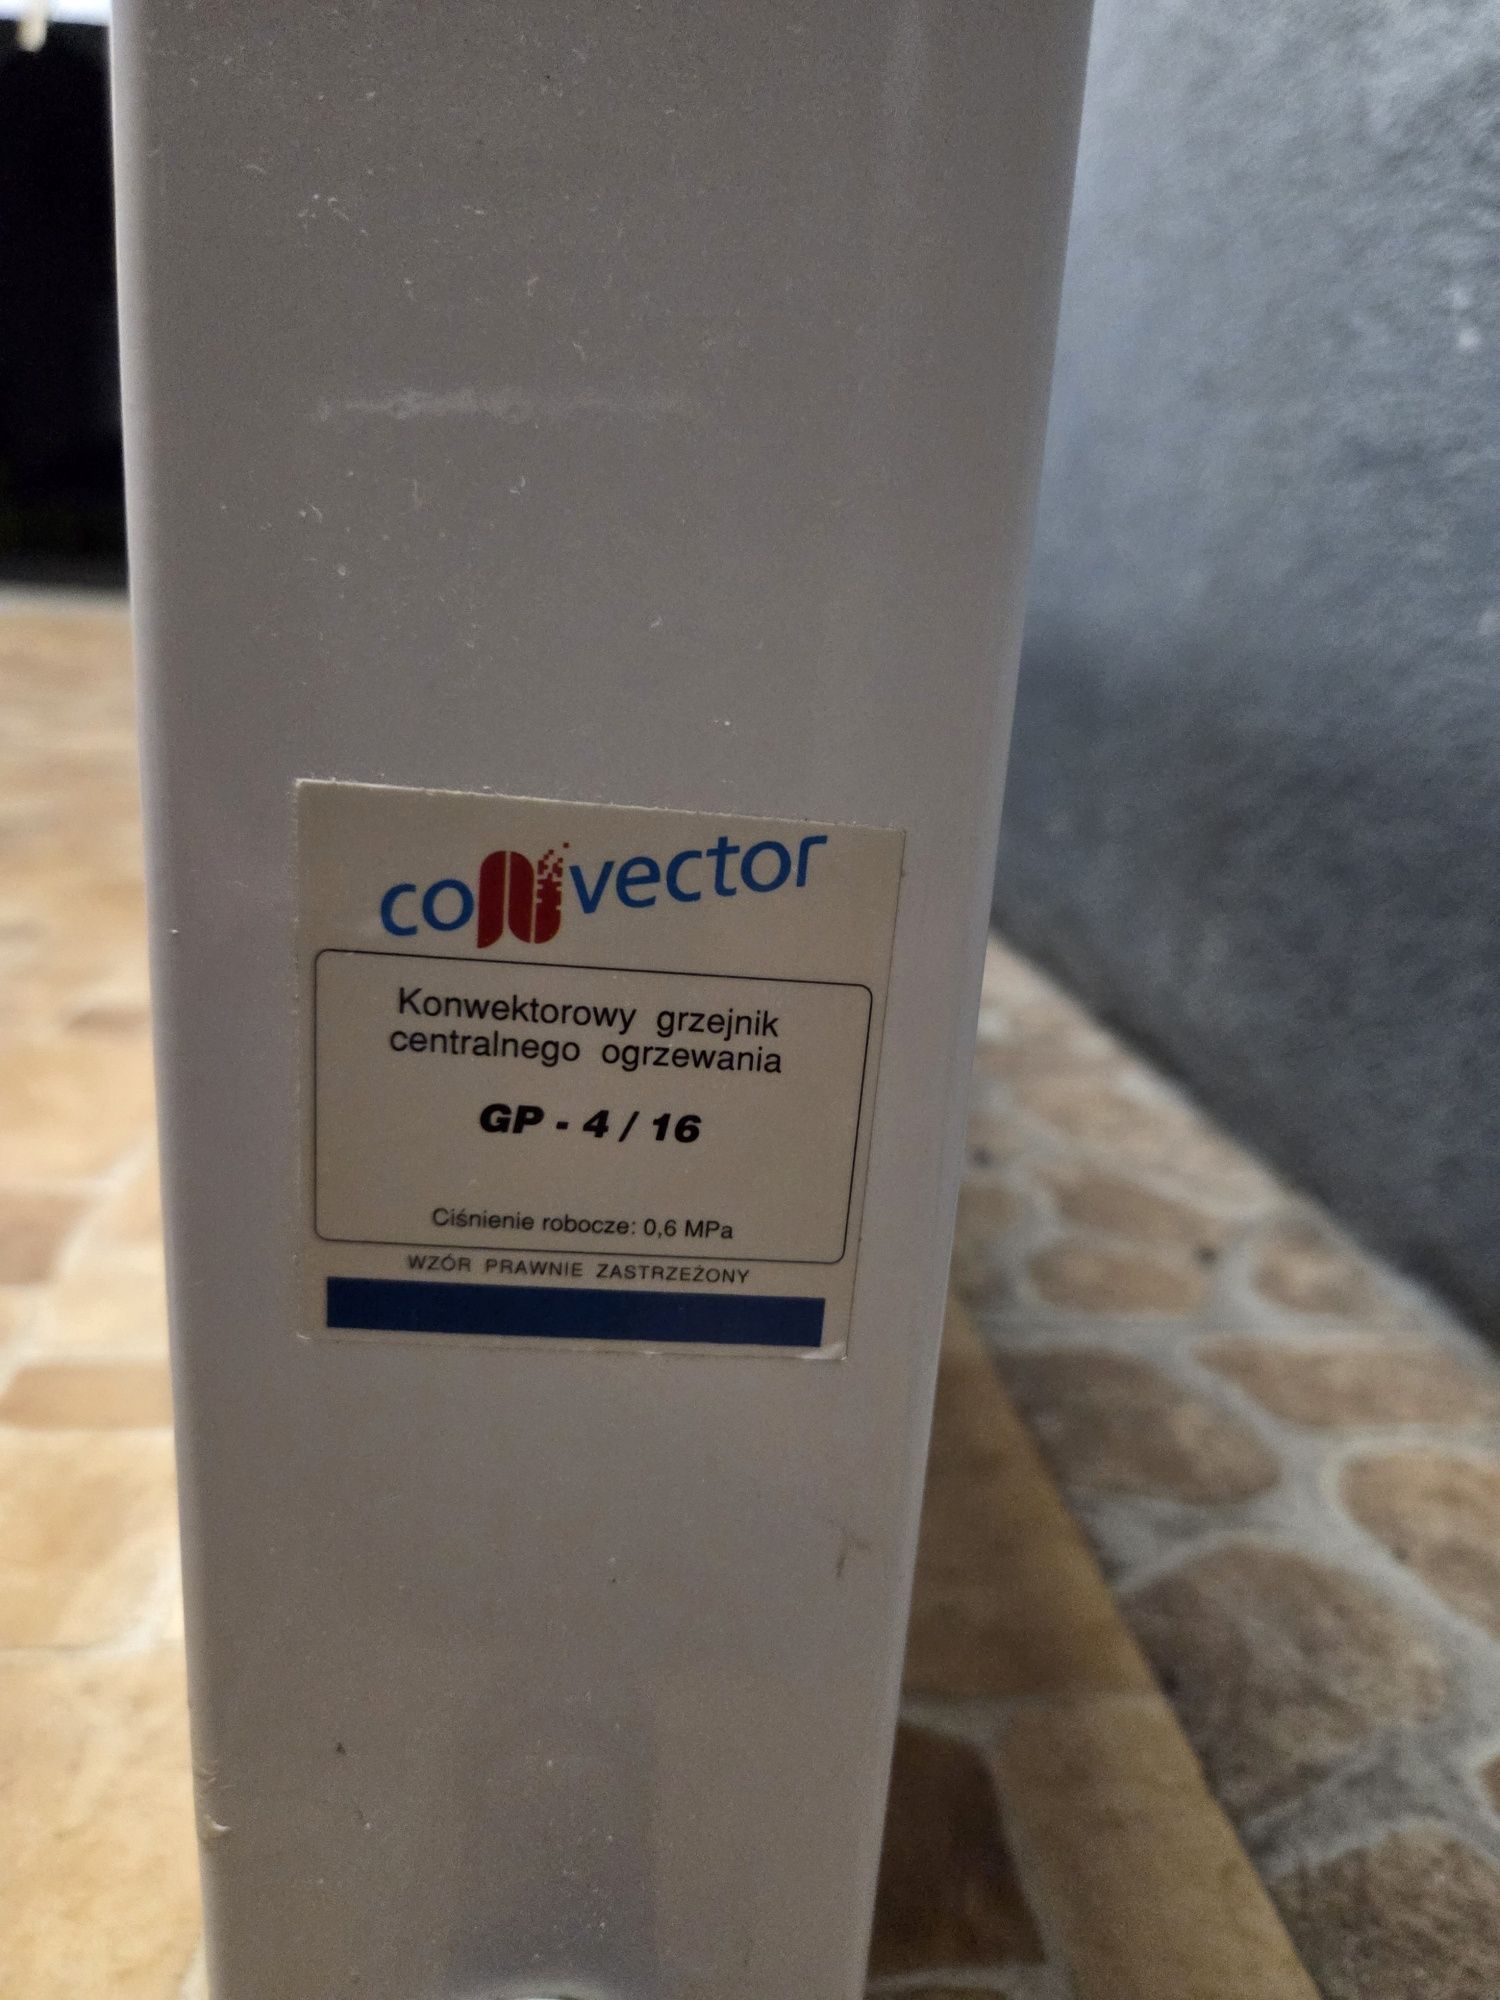 convector
Konwektorowy grzejnik
centralnego ogrzewania
GP - 4 / 16
Ciśnienie robocze: 0,6 MPa
WZÓR PRAWNIE ZASTRZEŻONY